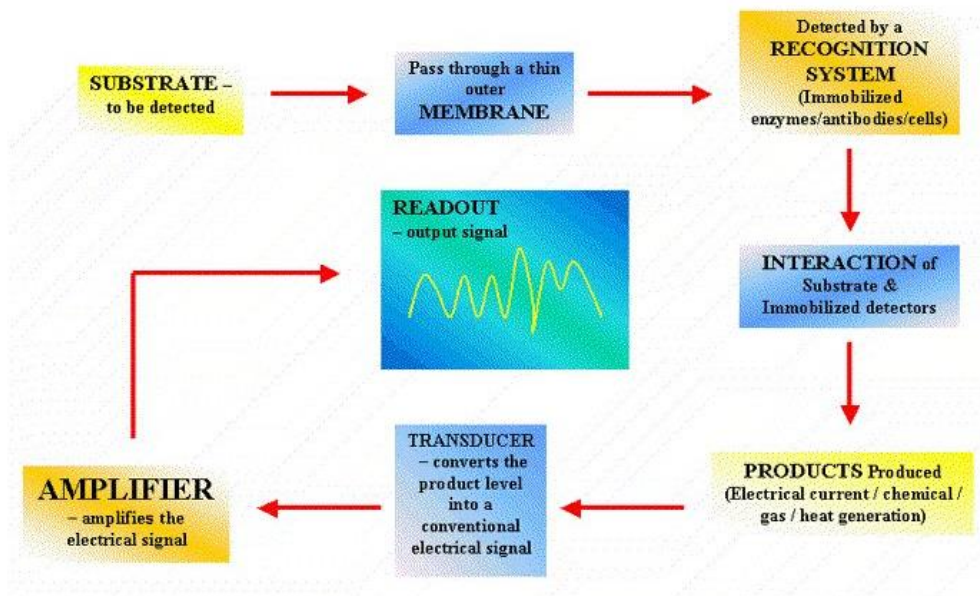 SUBSTRATE –
to be detected
Pass through a thin
outer
MEMBRANE
Detected by a
RECOGNITION
SYSTEM
(Immobilized
enzymes/antibodies/cells)
INTERACTION of
Substrate &
Immobilized detectors
PRODUCTS Produced
(Electrical current / chemical /
gas / heat generation)
TRANSDUCER
– converts the
product level
into a
conventional
electrical signal
AMPLIFIER
– amplifies the
electrical signal
READOUT
– output signal